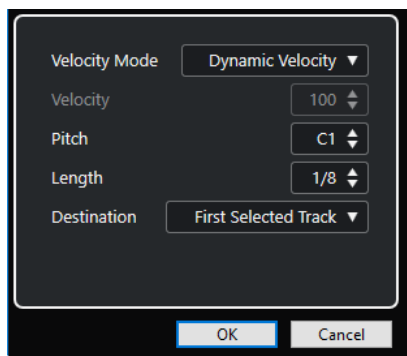 Velocity Mode Dynamic Velocity
Velocity 100
Pitch C1
Length 1/8
Destination First Selected Track
OK Cancel